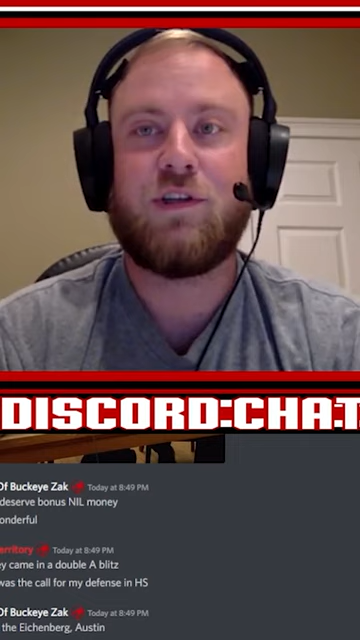 DISCORD:CHAT
Of Buckeye Zak Today at 8:49 PM
deserve bonus NIL money
onderful
erritory Today at 8:49 PM
ey came in a double A blitz
was the call for my defense in HS
Of Buckeye Zak Today at 8:49 PM
the Eichenberg, Austin